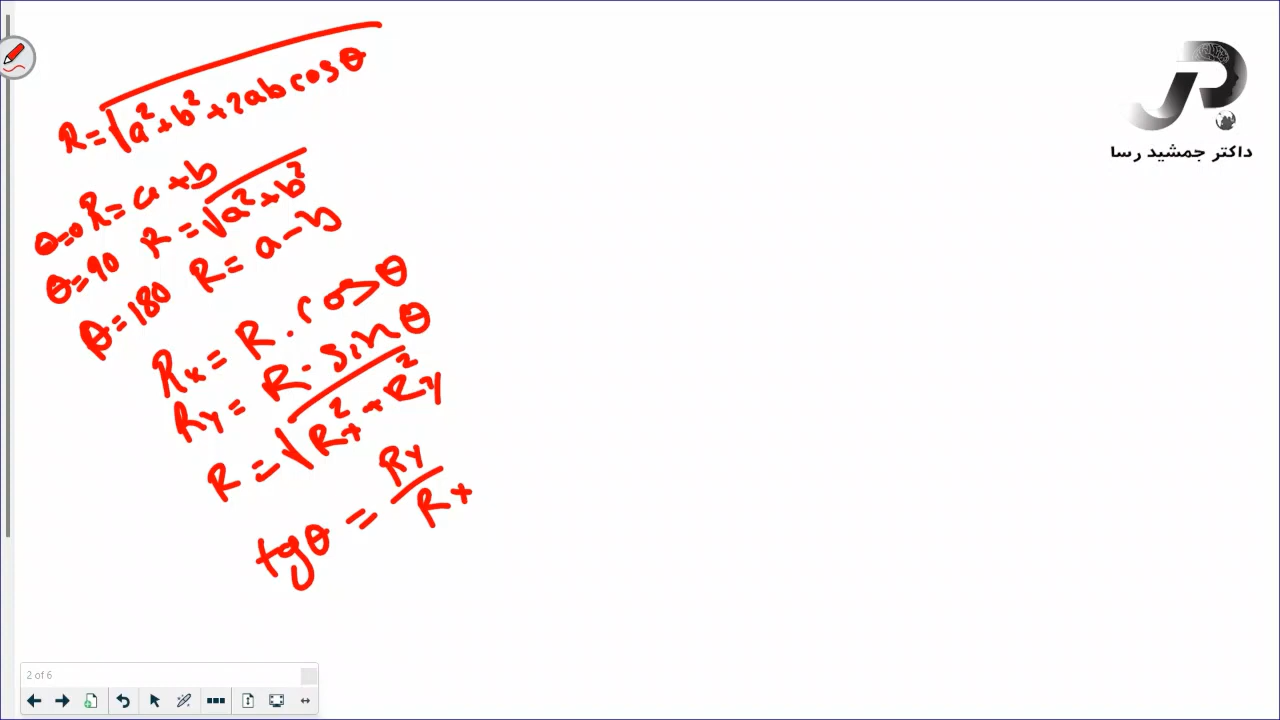 R=√a²+b²+2ab cosθ
θ=0 R=a+b
θ=90 R=√a²+b²
θ=180 R=a-b
Rx=R.cosθ
Ry=R.sinθ
R=√Rx²+Ry²
tgθ=Ry/Rx
داکتر جمشید رسا
2 of 6